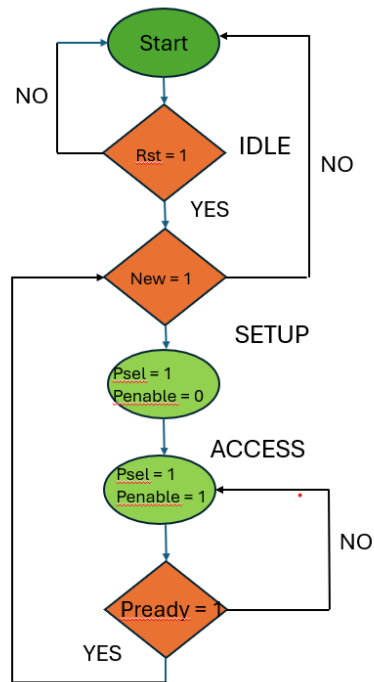 Start
NO
Rst = 1
IDLE
NO
YES
New = 1
SETUP
Psel = 1
Penable = 0
ACCESS
Psel = 1
Penable = 1
NO
Pready = 1
YES